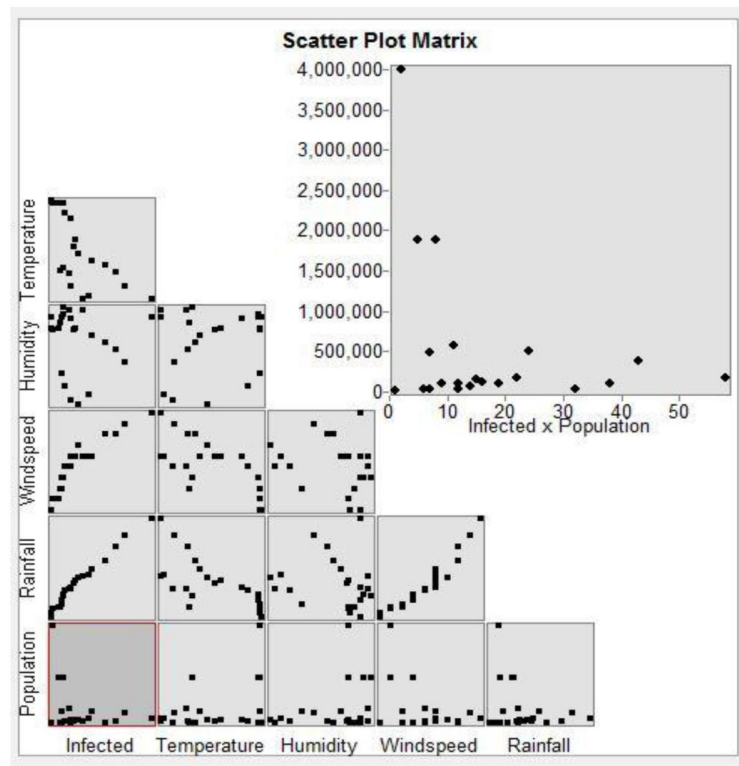 Scatter Plot Matrix
4,000,000
3,500,000
3,000,000
2,500,000
2,000,000
1,500,000
1,000,000
500,000
0
0 10 20 30 40 50
Infected x Population
Temperature
Humidity
Windspeed
Rainfall
Population
Infected Temperature Humidity Windspeed Rainfall